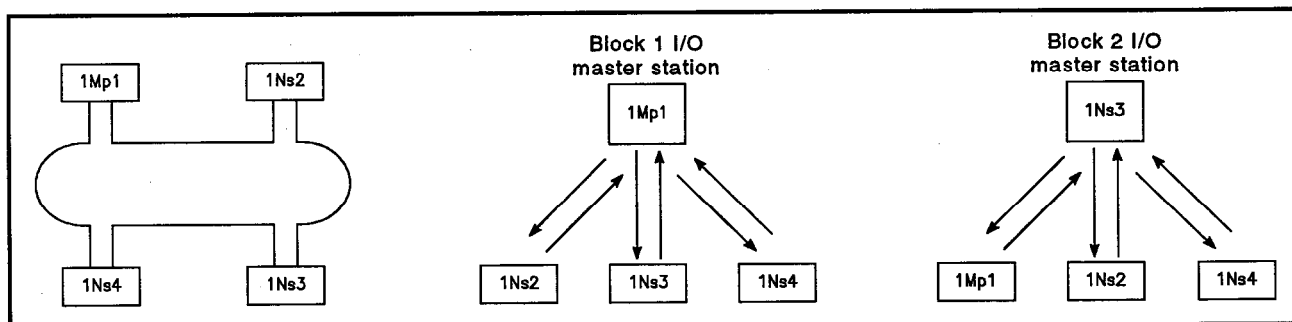 Block 1 I/O
master station
Block 2 I/O
master station
1Mp1
1Ns2
1Mp1
1Ns3
1Ns4
1Ns3
1Ns2
1Ns3
1Ns4
1Mp1
1Ns2
1Ns4